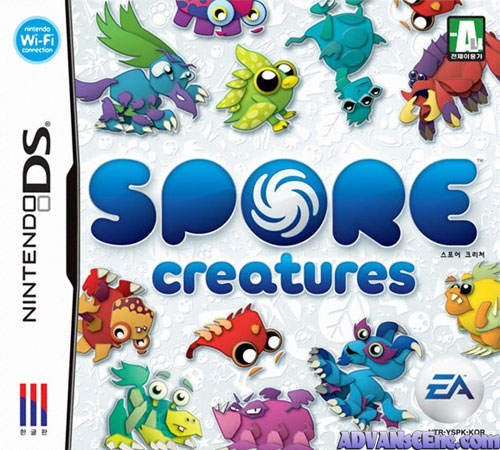 nintendo
Wi-Fi
connection
A
전체이용가
NINTENDO DS
®
SPORE
™
스포어 크리처
creatures
한글판
EA
NTR-YSPK-KOR
ADVANSCEne.com